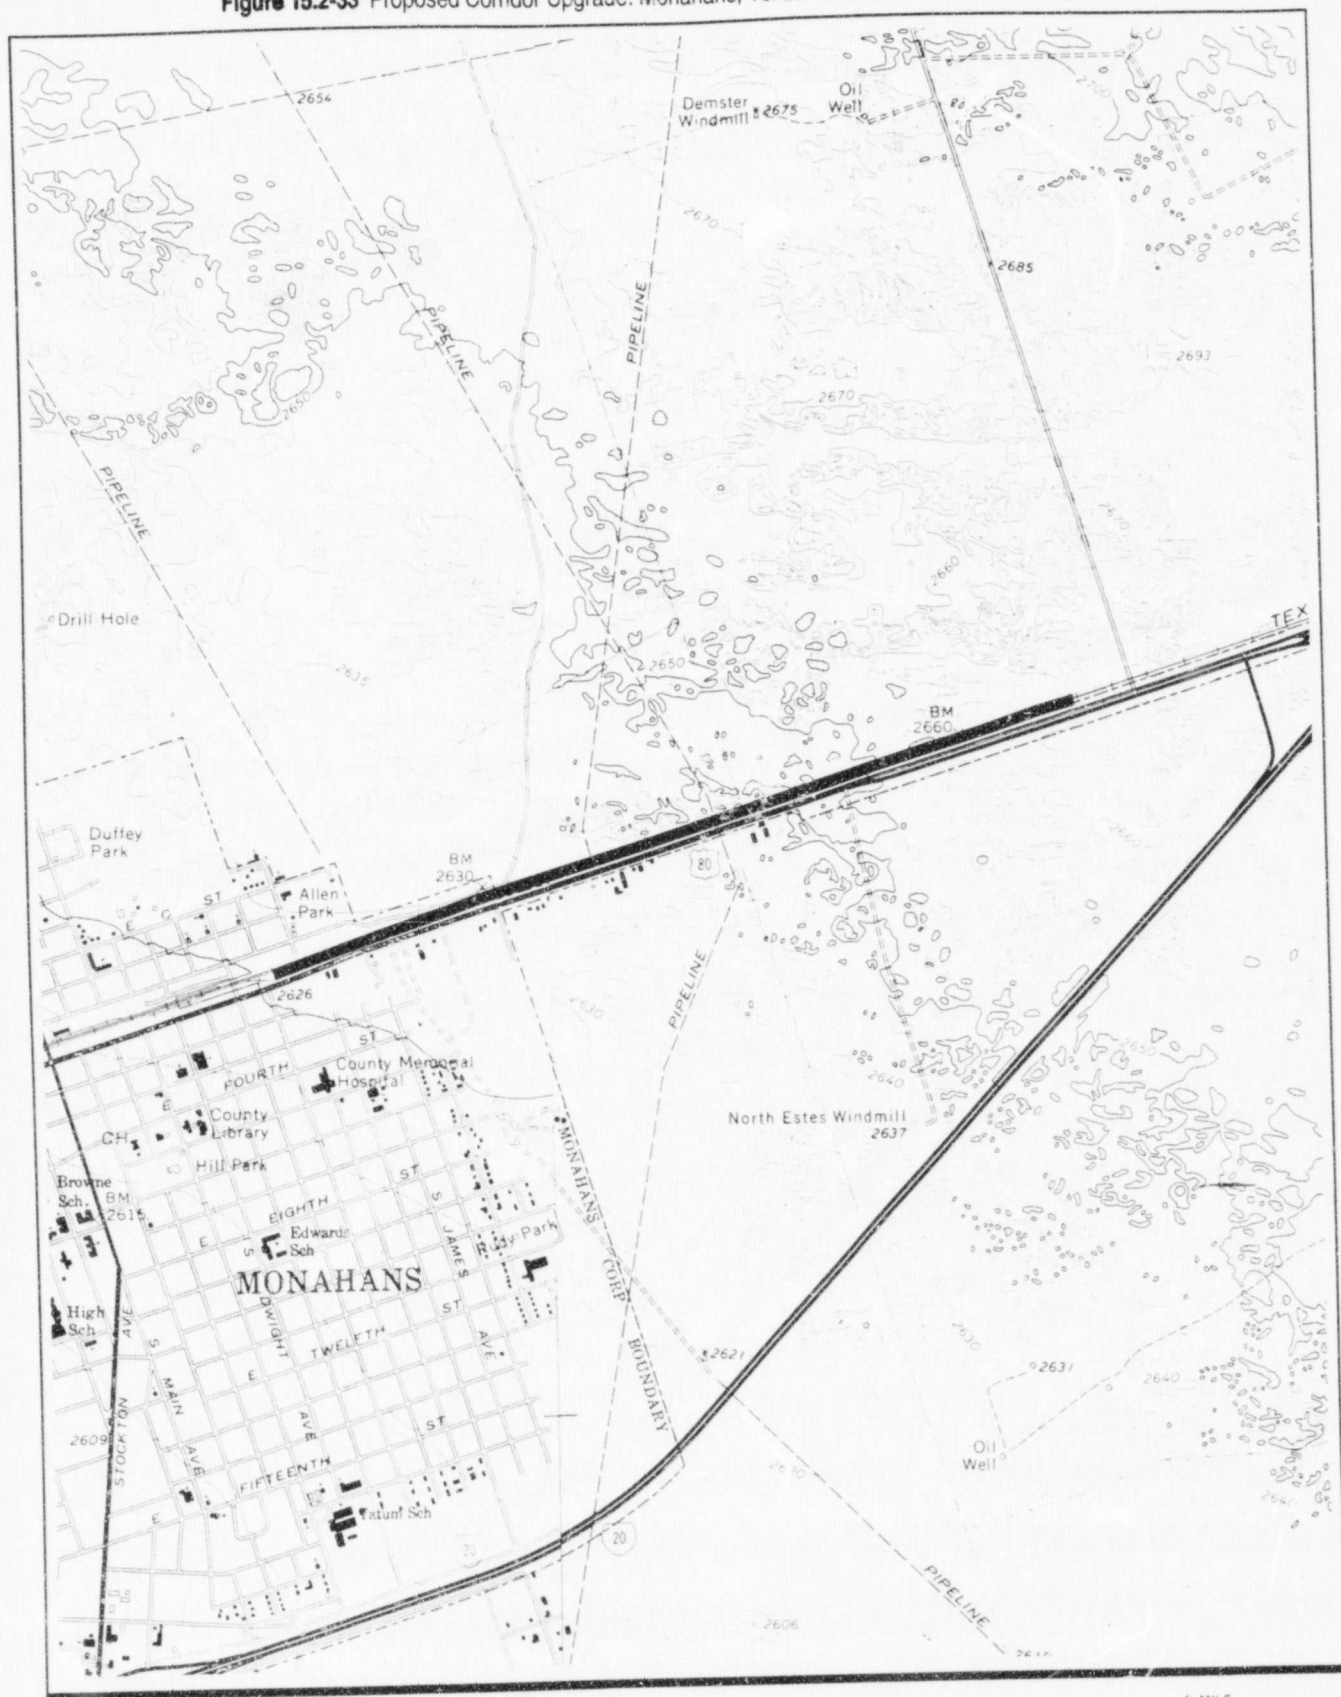 Figure 15.2-33 Proposed Corridor Upgrade: Monahans,
2654
Demster
Windmill 2675
Oil
Well
2670
2685
PIPELINE
PIPELINE
2693
2670
2650
PIPELINE
2670
2660
Drill Hole
TEX
2650
2635
BM
2660
Duffey
Park
BM
2630
80
Allen
Park
E C ST
PIPELINE
2626
2630
ST
FOURTH
County Memorial
Hospital
2650
2640
E
County
Library
North Estes Windmill
2637
CH
Hill Park
MONAHANS CORP BOUNDARY
Browne
Sch.
BM
2615
ST
EIGHTH
E
S JAMES AVE
Park
Edwards
Sch
MONAHANS
S DWIGHT AVE
High
Sch
ST
TWELFTH
E
2621
2630
2631
2640
S MAIN AVE
STOCKTON AVE
2609
ST
FIFTEENTH
E
Oil
Well
Tatum Sch
20
20
PIPELINE
2606